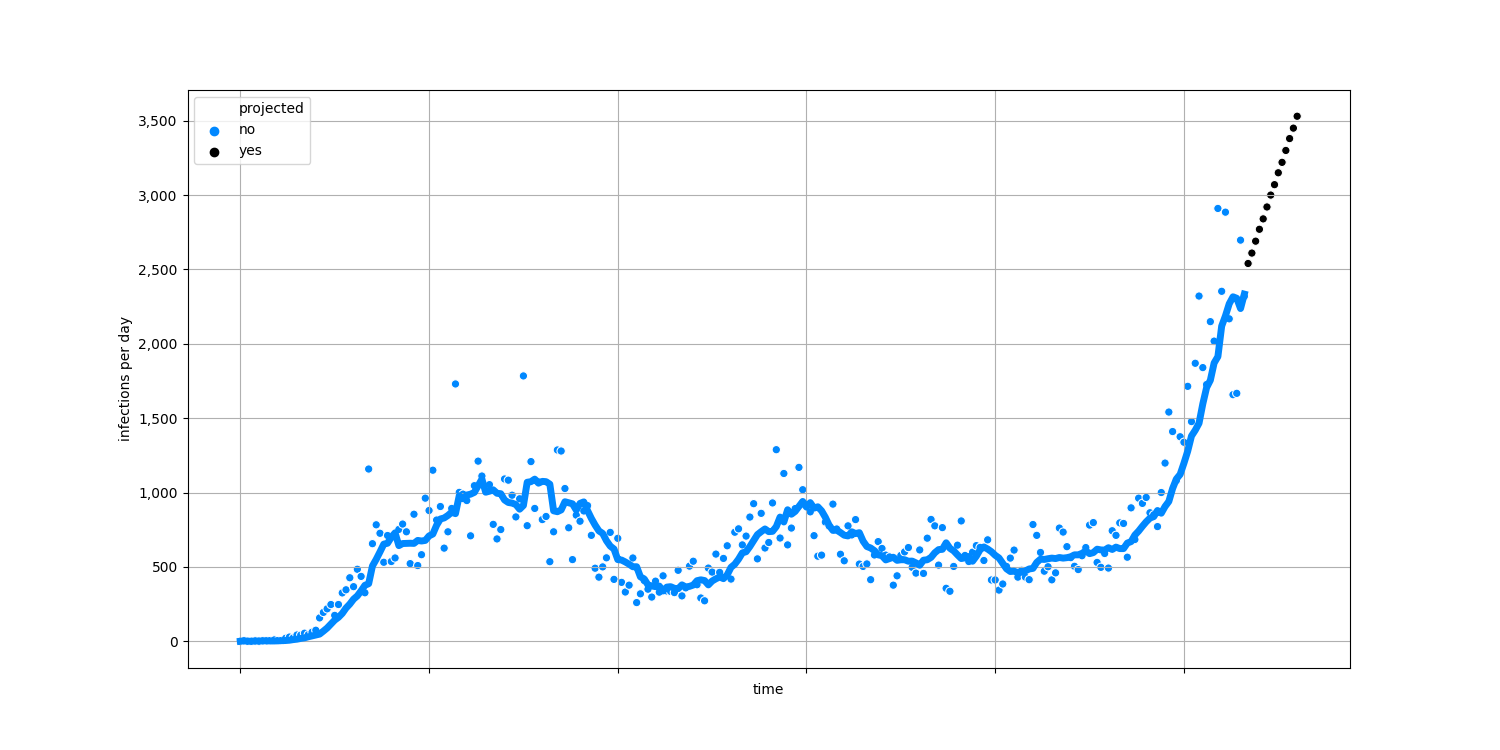 projected
no
yes
3,500
3,000
2,500
2,000
1,500
1,000
500
0
infections per day
time